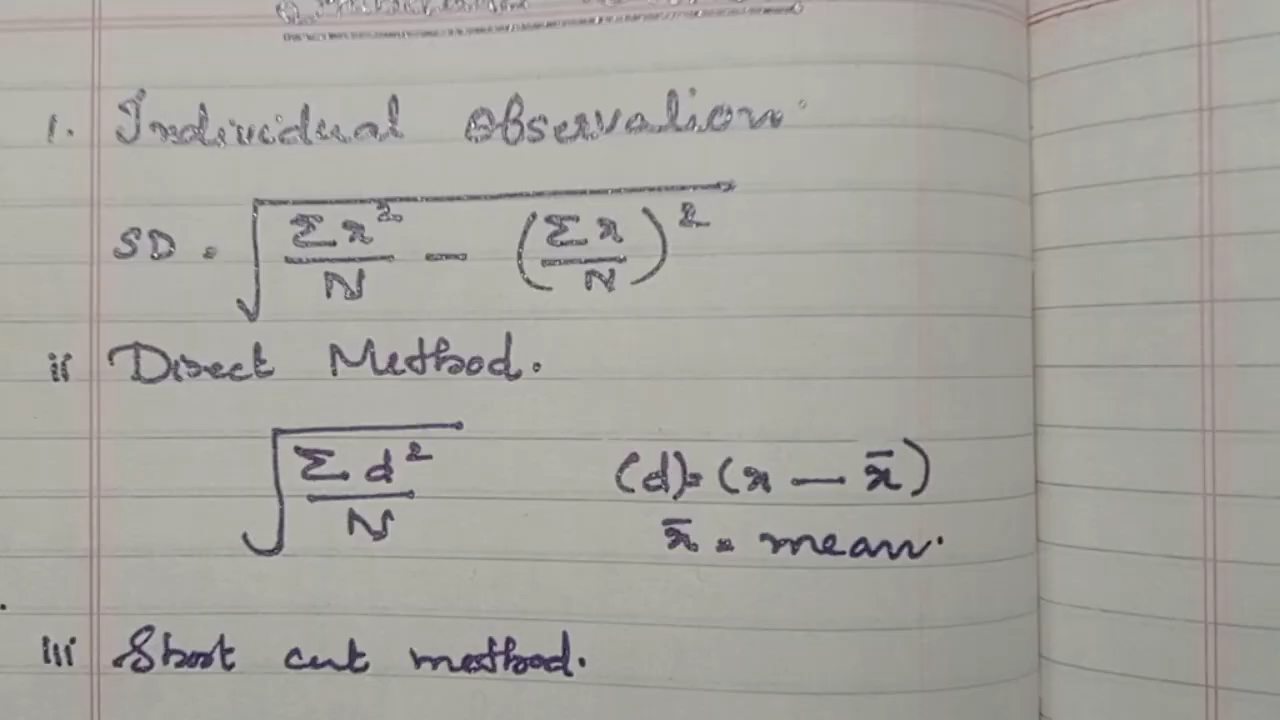 1. Individual Observation.
SD = √(Σx²/N - (Σx/N)²)
ii Direct Method.
√(Σd²/N) (d) = (x - x̄)
x̄ = mean.
iii Short cut method.